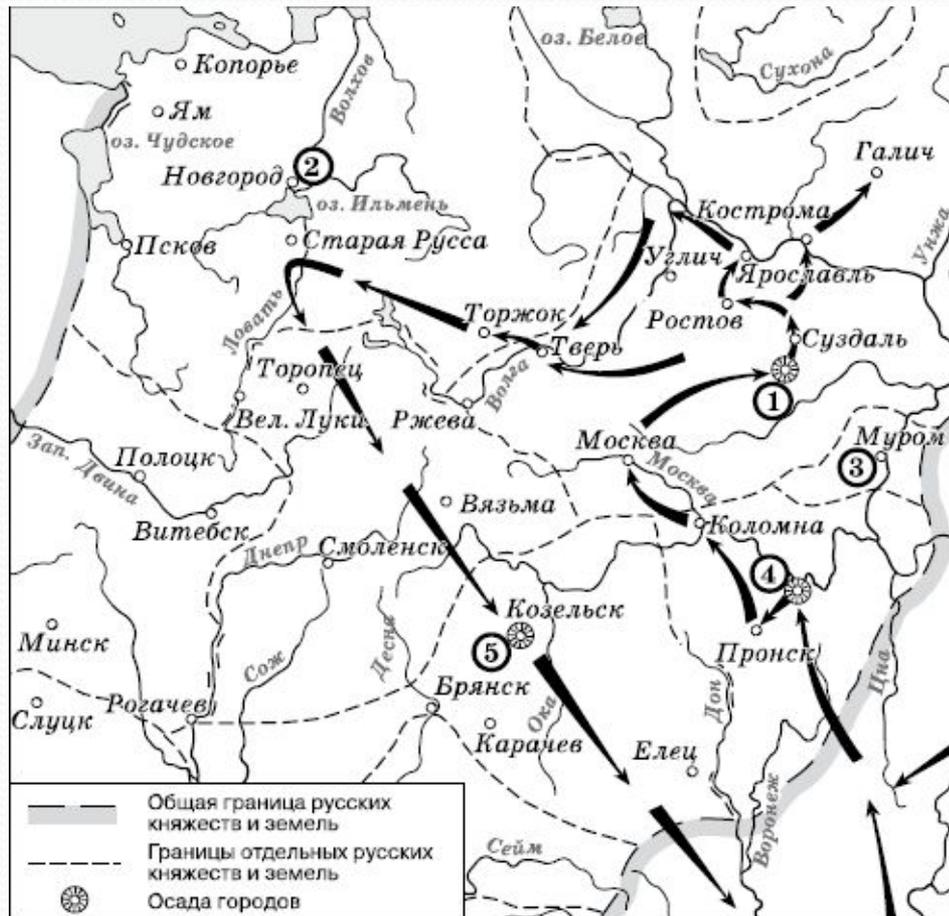 оз. Белое
Сухона
Копорье
Волхов
Ям
оз. Чудское
Галич
Новгород
2
оз. Ильмень
Кострома
Унжа
Псков
Старая Русса
Углич
Ярославль
Ловать
Торжок
Ростов
Суздаль
Тверь
Торопец
Волга
1
Вел. Луки
Ржева
Москва
Муром
Зап. Двина
Полоцк
Москва
3
Вязьма
Витебск
Коломна
Днепр
Смоленск
4
Козельск
Минск
5
Пронск
Цна
Сож
Десна
Брянск
Дон
Слуцк
Рогачев
Ока
Карачев
Елец
Воронеж
Сейм
Общая граница русских
княжеств и земель
Границы отдельных русских
княжеств и земель
Осада городов